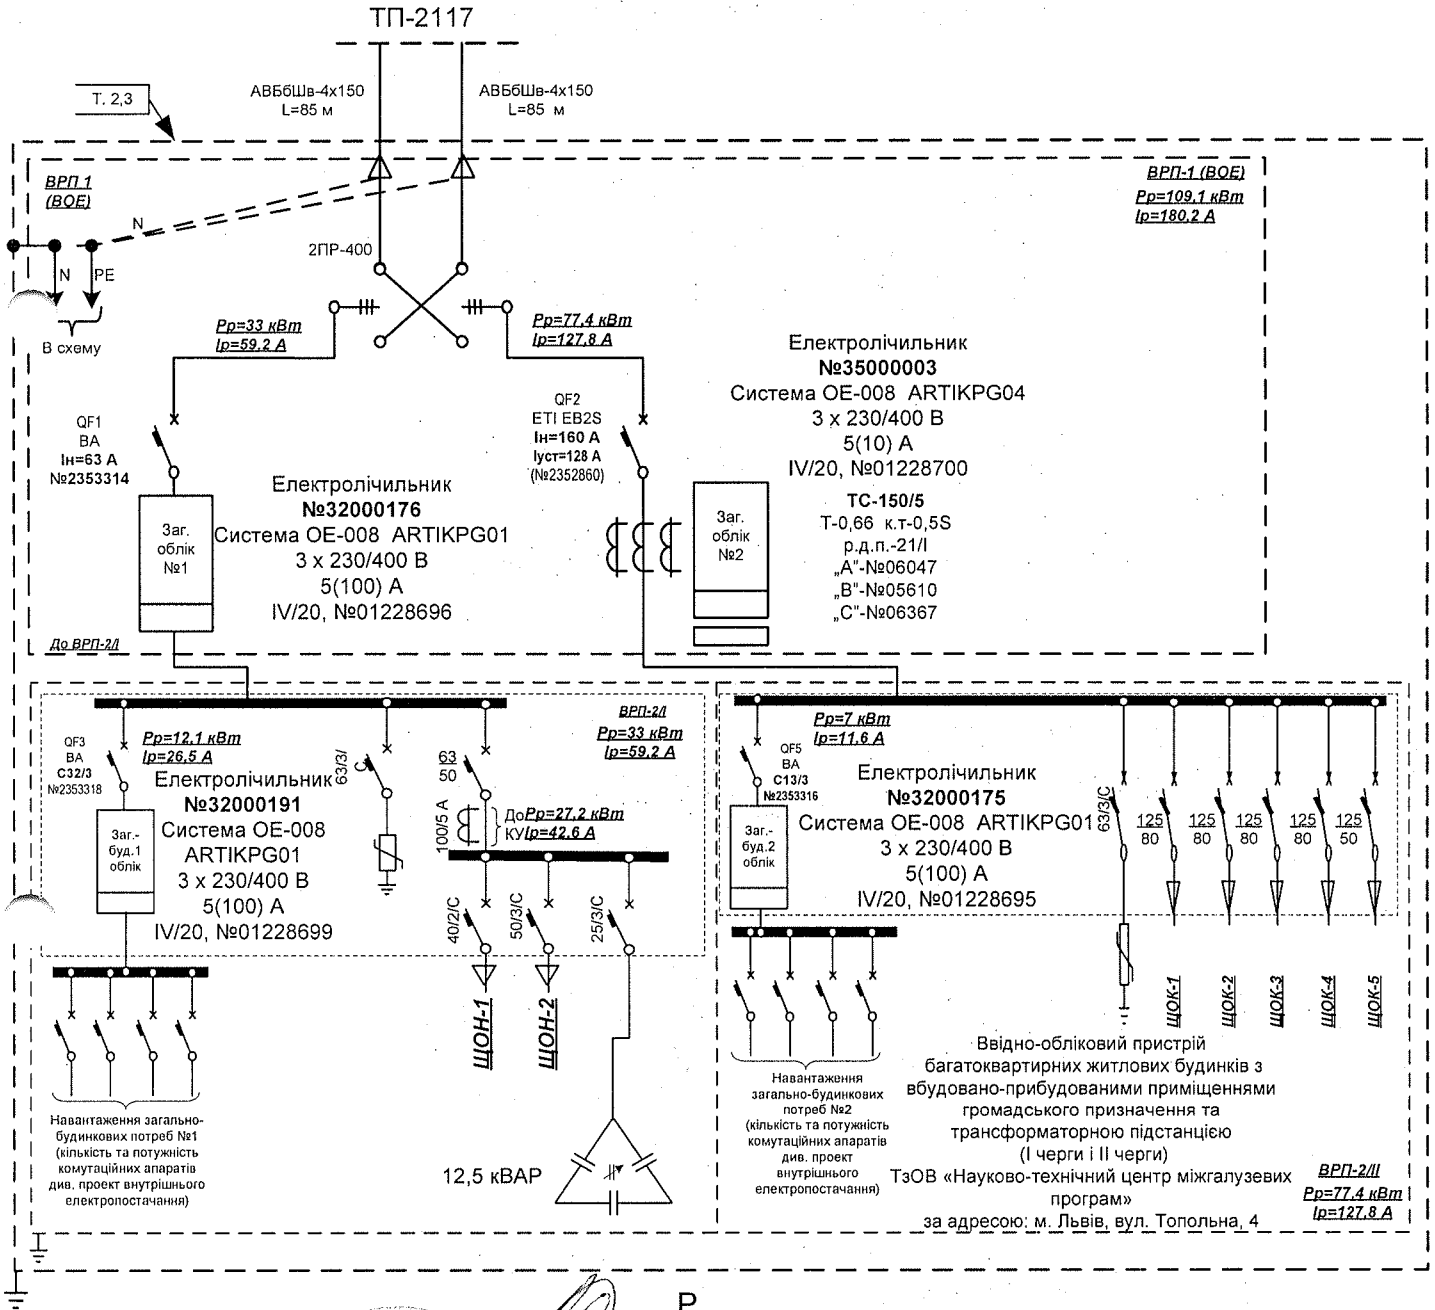 ТП-2117
АВБбШв-4х150
L=85 м
АВБбШв-4х150
L=85 м
Т. 2,3
ВРП 1
(ВОЕ)
ВРП-1 (ВОЕ)
Рр=109,1 кВт
Ір=180,2 А
N
2ПР-400
N
PE
В схему
Рр=33 кВт
Ір=59,2 А
Рр=77,4 кВт
Ір=127,8 А
QF1
ВА
Ін=63 А
№2353314
QF2
ETI EB2S
Ін=160 А
Іуст=128 А
(№2352860)
Електролічильник
№35000003
Система ОЕ-008 ARTIKPG04
3 х 230/400 В
5(10) А
IV/20, №01228700
ТС-150/5
Т-0,66 к.т-0,5S
р.д.п.-21/І
„А"-№06047
„В"-№05610
„С"-№06367
Заг.
облік
№1
Електролічильник
№32000176
Система ОЕ-008 ARTIKPG01
3 х 230/400 В
5(100) А
IV/20, №01228696
Заг.
облік
№2
До ВРП-2/І
ВРП-2/І
Рр=33 кВт
Ір=59,2 А
QF3
ВА
С32/3
№2353318
Рр=12,1 кВт
Ір=26,5 А
Електролічильник
№32000191
Система ОЕ-008
ARTIKPG01
3 х 230/400 В
5(100) А
IV/20, №01228699
Заг.-
буд.1
облік
63/3/
С
63
50
100/5 А
До
КУ
Рр=27,2 кВт
Ір=42,6 А
40/2/С
50/3/С
25/3/С
ЩОН-1
ЩОН-2
12,5 кВАР
Навантаження загально-
будинкових потреб №1
(кількість та потужність
комутаційних апаратів
див. проект внутрішнього
електропостачання)
Рр=7 кВт
Ір=11,6 А
QF5
ВА
С13/3
№2353316
Електролічильник
№32000175
Система ОЕ-008 ARTIKPG01
3 х 230/400 В
5(100) А
IV/20, №01228695
Заг.-
буд.2
облік
63/3/С
125
80
125
80
125
80
125
80
125
50
ЩОК-1
ЩОК-2
ЩОК-3
ЩОК-4
ЩОК-5
Навантаження
загально-будинкових
потреб №2
(кількість та потужність
комутаційних апаратів
див. проект
внутрішнього
електропостачання)
Ввідно-обліковий пристрій
багатоквартирних житлових будинків з
вбудовано-прибудованими приміщеннями
громадського призначення та
трансформаторною підстанцією
(І черги і ІІ черги)
ТзОВ «Науково-технічний центр міжгалузевих
програм»
за адресою: м. Львів, вул. Топольна, 4
ВРП-2/ІІ
Рр=77,4 кВт
Ір=127,8 А